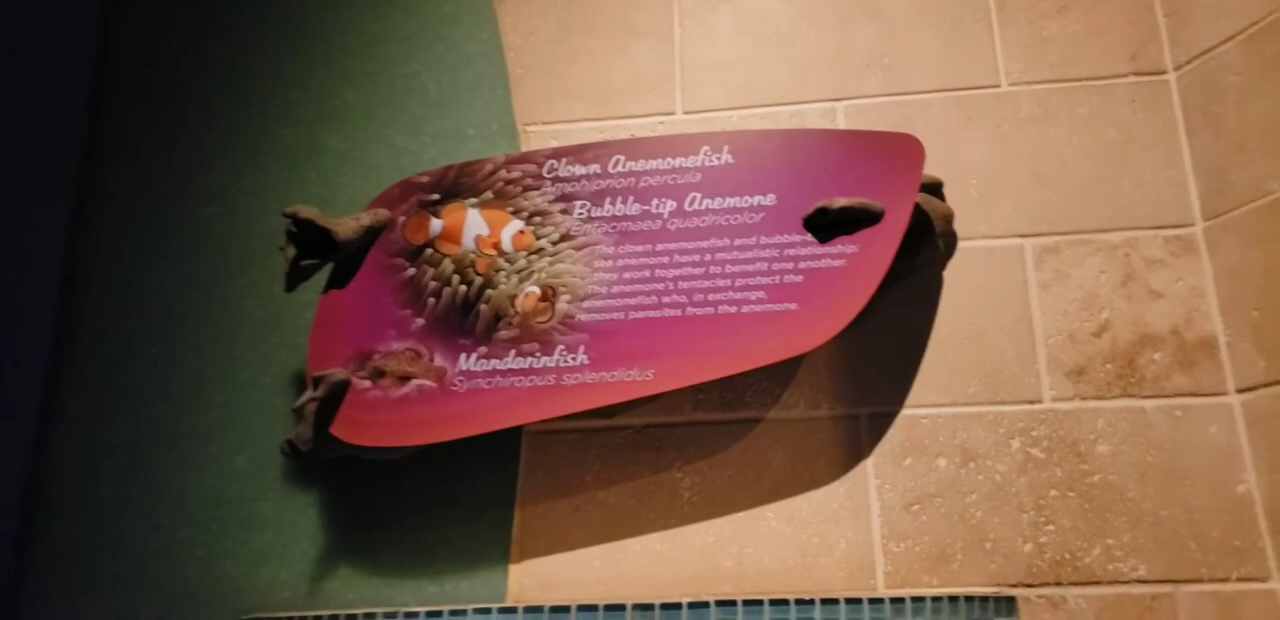 Clown Anemonefish
Amphiprion percula
Bubble-tip Anemone
Entacmaea quadricolor
The clown anemonefish and bubble-
sea anemone have a mutualistic relationship:
they work together to benefit one another.
The anemone's tentacles protect the
anemonefish who, in exchange,
removes parasites from the anemone.
Mandarinfish
Synchiropus splendidus